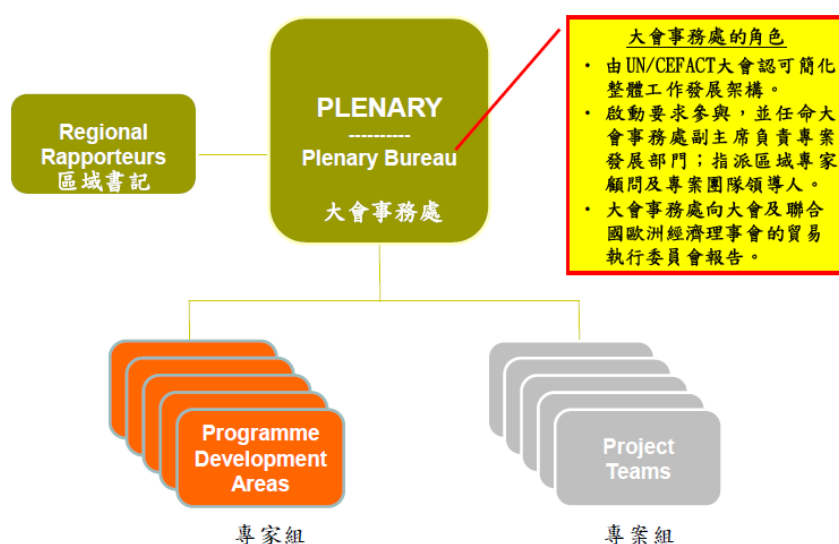 PLENARY
----------
Plenary Bureau
大會事務處
Regional
Rapporteurs
區域書記
大會事務處的角色
• 由UN/CEFACT大會認可簡化
整體工作發展架構。
• 啟動要求參與，並任命大
會事務處副主席負責專案
發展部門；指派區域專家
顧問及專案團隊領導人。
• 大會事務處向大會及聯合
國歐洲經濟理事會的貿易
執行委員會報告。
Programme
Development
Areas
專家組
Project
Teams
專案組